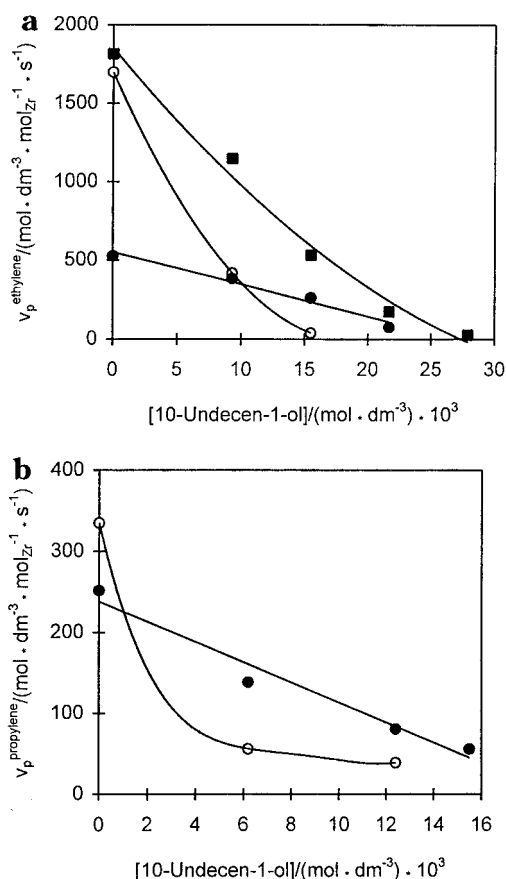 a
2000
1500
1000
500
0
v_p^ethylene/(mol · dm^-3 · mol_Zr^-1 · s^-1)
0 5 10 15 20 25 30
[10-Undecen-1-ol]/(mol · dm^-3) · 10^3
b
400
300
200
100
0
v_p^propylene/(mol · dm^-3 · mol_Zr^-1 · s^-1)
0 2 4 6 8 10 12 14 16
[10-Undecen-1-ol]/(mol · dm^-3) · 10^3